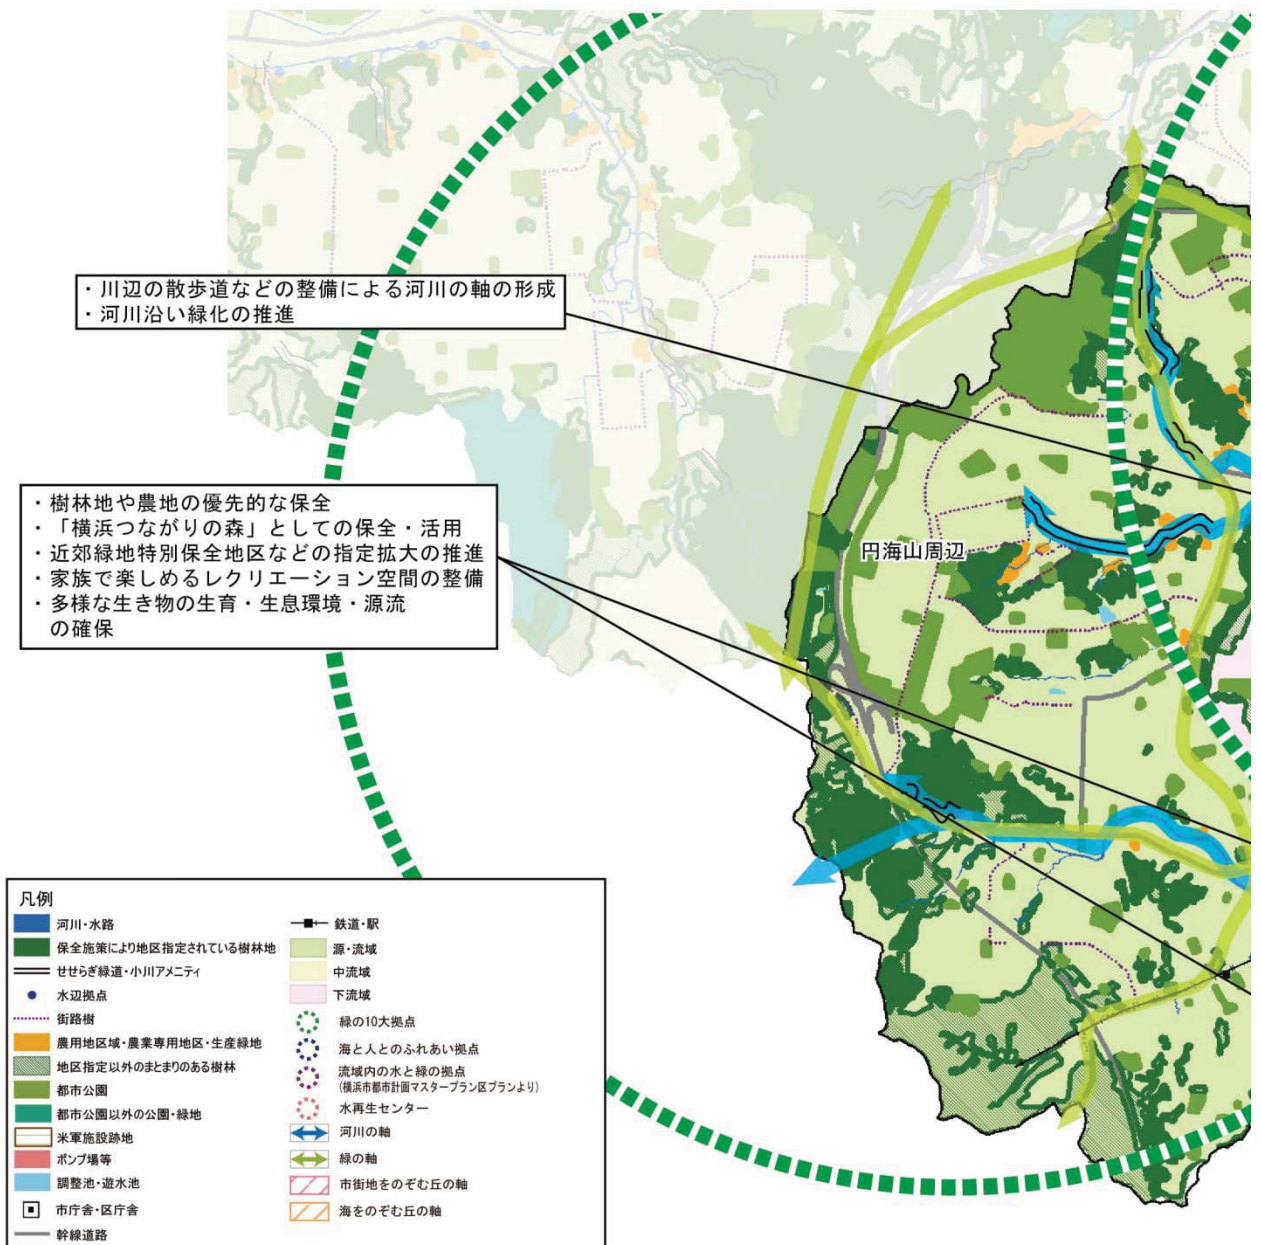 ・川辺の散歩道などの整備による河川の軸の形成
・河川沿い緑化の推進
・樹林地や農地の優先的な保全
・「横浜つながりの森」としての保全・活用
・近郊緑地特別保全地区などの指定拡大の推進
・家族で楽しめるレクリエーション空間の整備
・多様な生き物の生育・生息環境・源流
の確保
円海山周辺
凡例
河川・水路
保全施策により地区指定されている樹林地
せせらぎ緑道・小川アメニティ
水辺拠点
街路樹
農用地区域・農業専用地区・生産緑地
地区指定以外のまとまりのある樹林
都市公園
都市公園以外の公園・緑地
米軍施設跡地
ポンプ場等
調整池・遊水池
市庁舎・区庁舎
幹線道路
鉄道・駅
源・流域
中流域
下流域
緑の10大拠点
海と人とのふれあい拠点
流域内の水と緑の拠点
(横浜市都市計画マスタープラン区プランより)
水再生センター
河川の軸
緑の軸
市街地をのぞむ丘の軸
海をのぞむ丘の軸